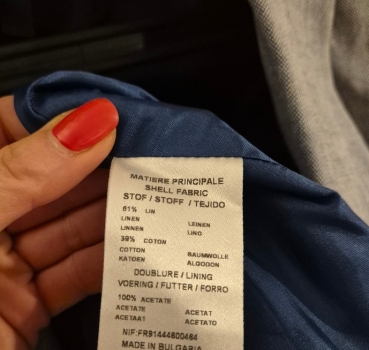 MATIERE PRINCIPALE
SHELL FABRIC
STOF / STOFF / TEJIDO
61% LIN
LINEN LEINEN
LINNEN LINO
39% COTON
COTTON BAUMWOLLE
KATOEN ALGODON
DOUBLURE / LINING
VOERING / FUTTER / FORRO
100% ACETATE
ACETATE ACETAT
ACETAAT ACETATO
NIF:FR91444600464
MADE IN BULGARIA